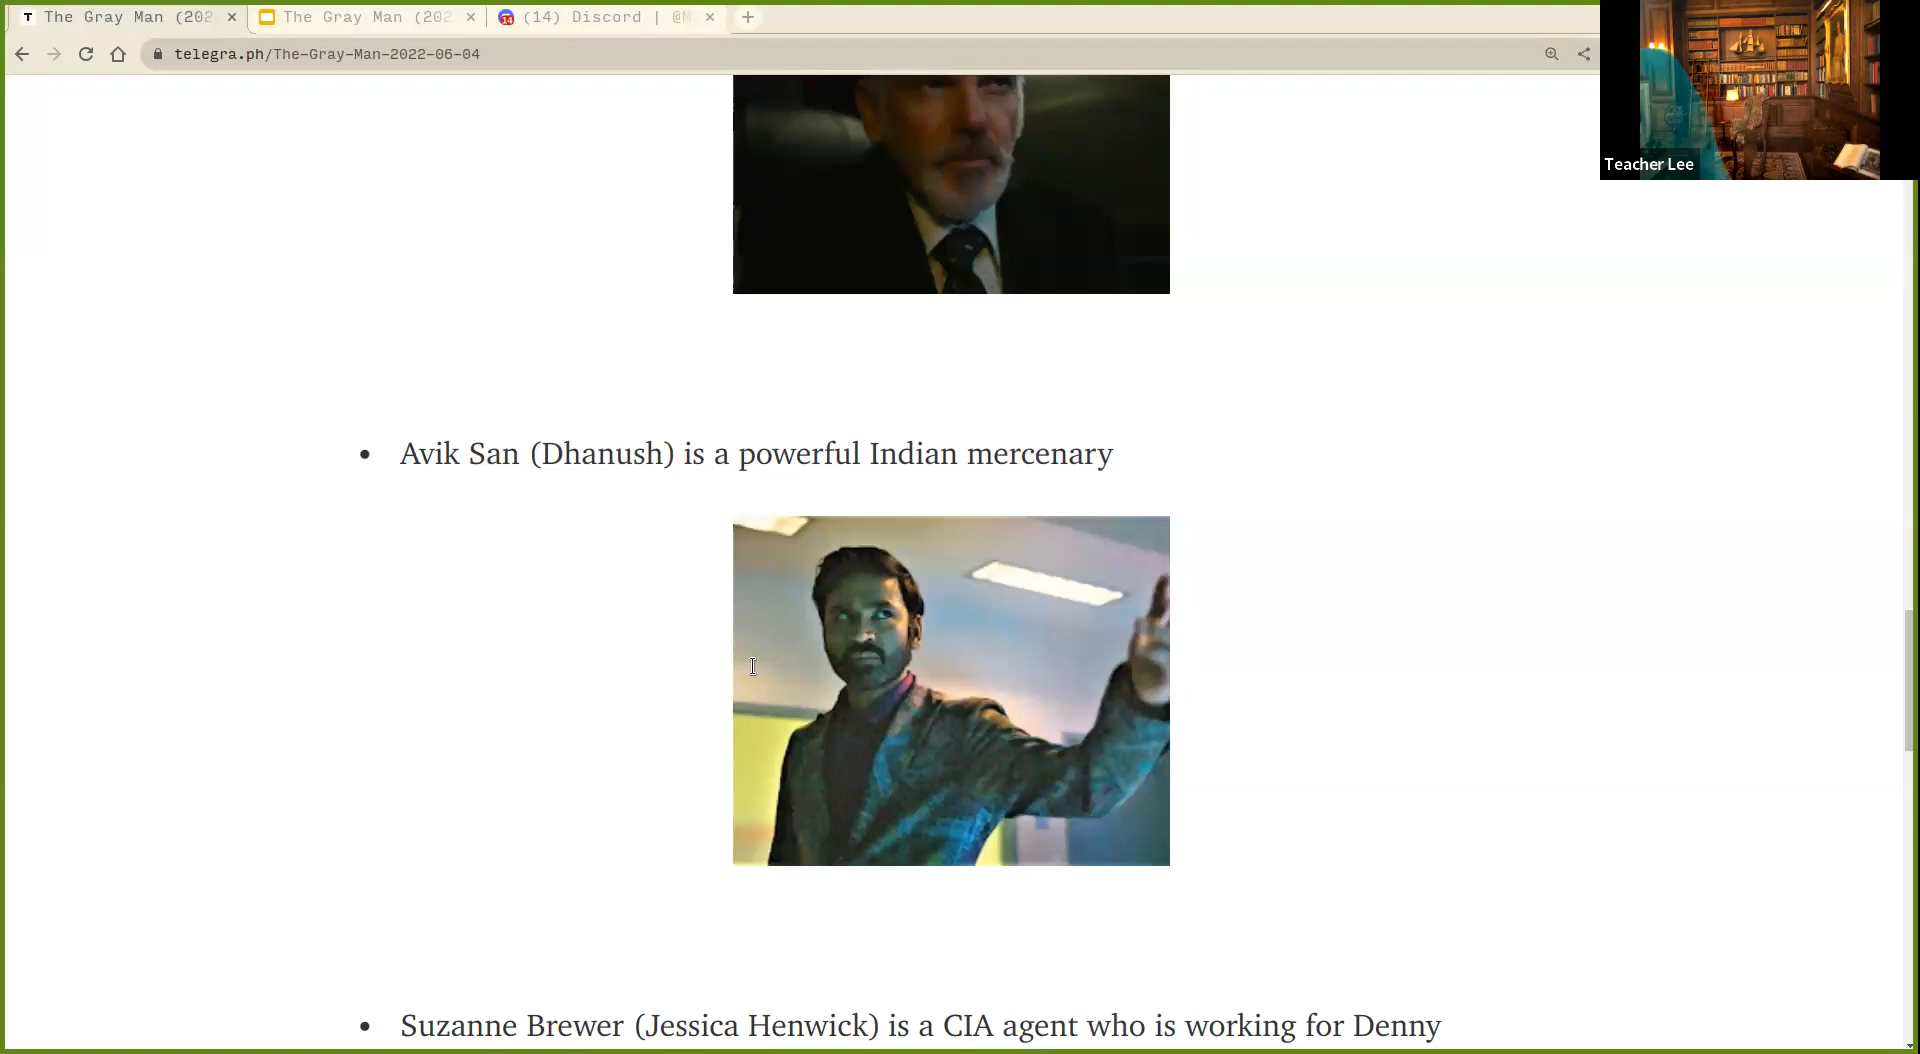 The Gray Man (202
The Gray Man (202
(14) Discord | @M
telegra.ph/The-Gray-Man-2022-06-04
Teacher Lee
• Avik San (Dhanush) is a powerful Indian mercenary
• Suzanne Brewer (Jessica Henwick) is a CIA agent who is working for Denny